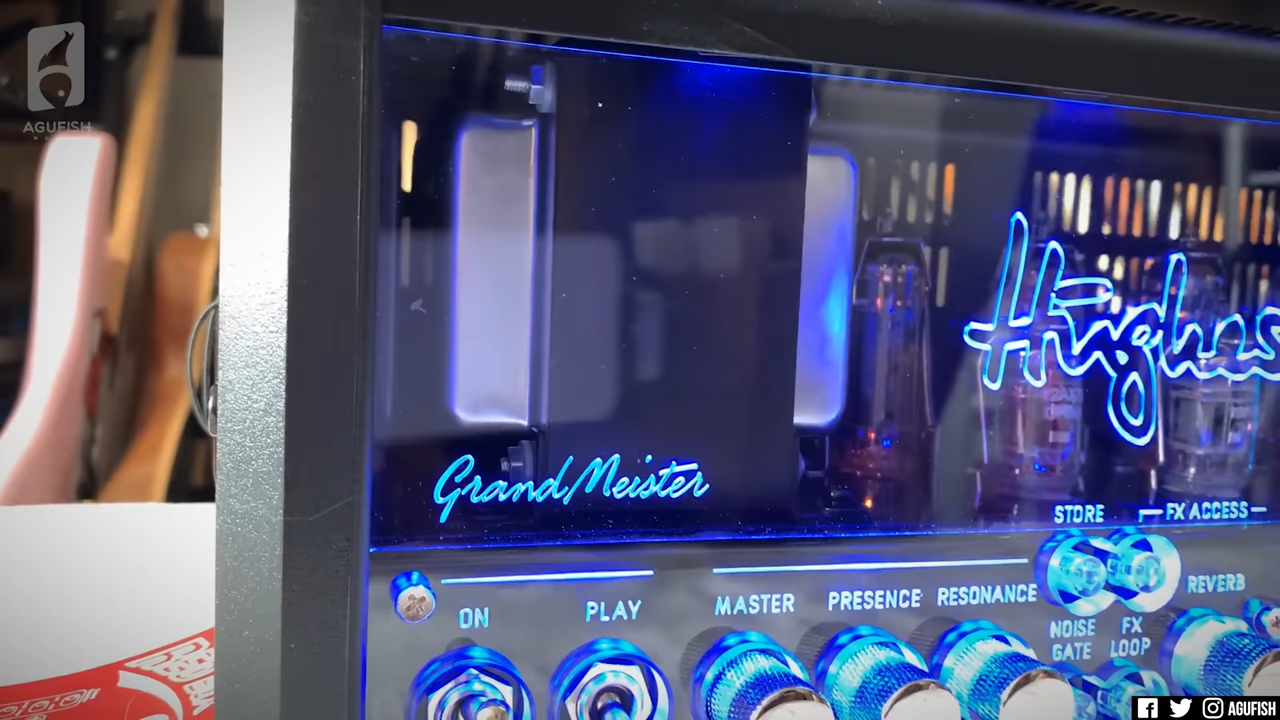 AGUFISH
GrandMeister
Hughes
STORE
FX ACCESS
ON
PLAY
MASTER
PRESENCE
RESONANCE
REVERB
NOISE
GATE
FX
LOOP
AGUFISH